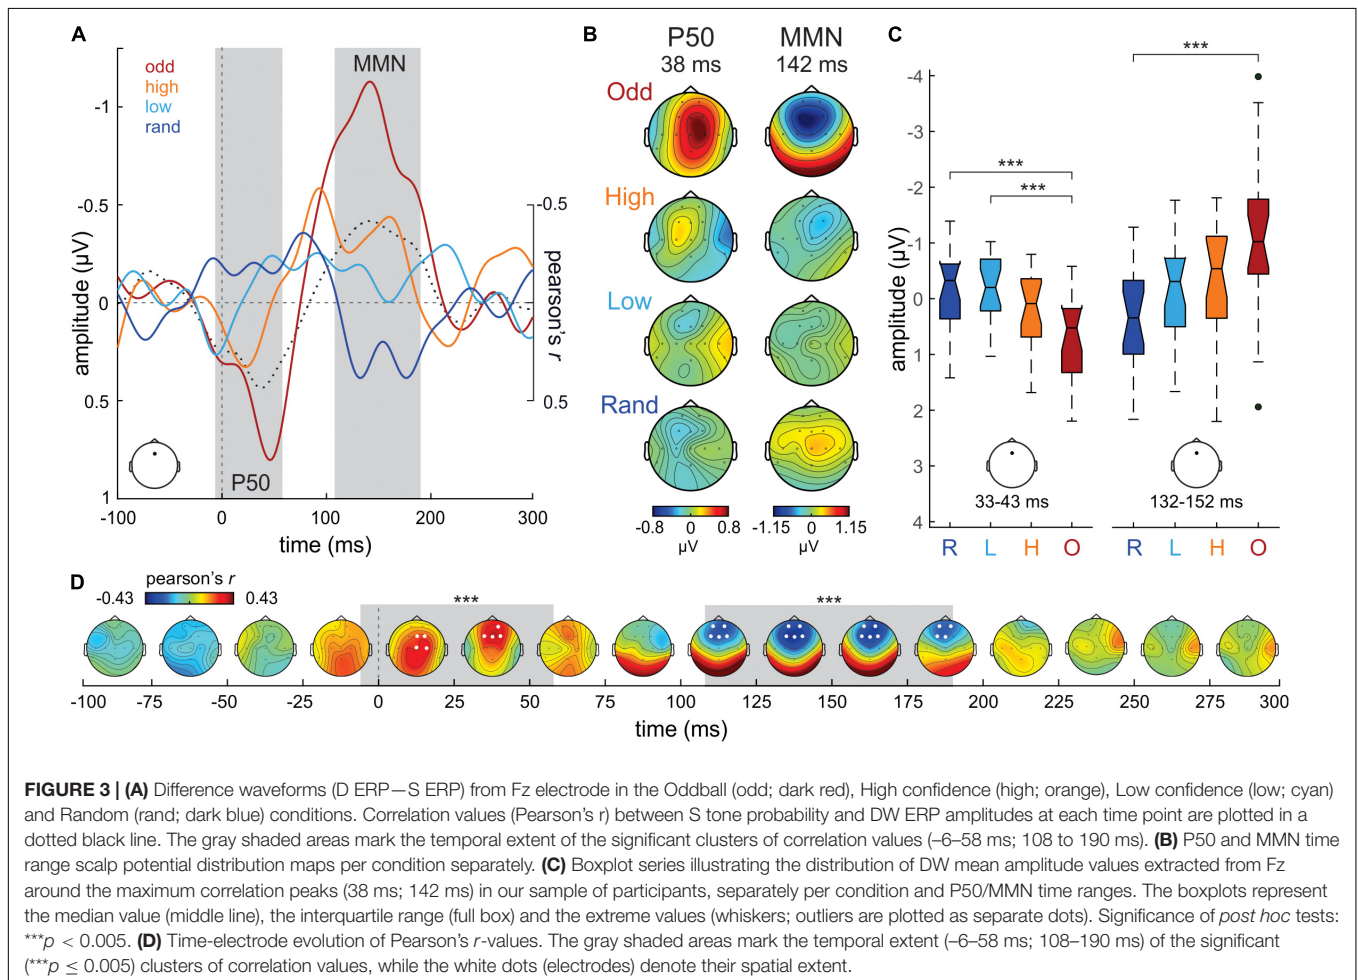 A
odd
high
low
rand
MMN
P50
-1
-0.5
0
0.5
1
amplitude (µV)
-0.5
0.5
pearson's r
-100
0
100
200
300
time (ms)
B
P50
38 ms
MMN
142 ms
Odd
High
Low
Rand
-0.8 0 0.8
µV
-1.15 0 1.15
µV
C
***
***
***
-4
-3
-2
-1
0
1
2
3
4
amplitude (µV)
33-43 ms
132-152 ms
R L H O
R L H O
D
pearson's r
-0.43 0.43
***
***
-100 -75 -50 -25 0 25 50 75 100 125 150 175 200 225 250 275 300
time (ms)
FIGURE 3 | (A) Difference waveforms (D ERP—S ERP) from Fz electrode in the Oddball (odd; dark red), High confidence (high; orange), Low confidence (low; cyan)
and Random (rand; dark blue) conditions. Correlation values (Pearson's r) between S tone probability and DW ERP amplitudes at each time point are plotted in a
dotted black line. The gray shaded areas mark the temporal extent of the significant clusters of correlation values (–6–58 ms; 108 to 190 ms). (B) P50 and MMN time
range scalp potential distribution maps per condition separately. (C) Boxplot series illustrating the distribution of DW mean amplitude values extracted from Fz
around the maximum correlation peaks (38 ms; 142 ms) in our sample of participants, separately per condition and P50/MMN time ranges. The boxplots represent
the median value (middle line), the interquartile range (full box) and the extreme values (whiskers; outliers are plotted as separate dots). Significance of post hoc tests:
***p < 0.005. (D) Time-electrode evolution of Pearson's r-values. The gray shaded areas mark the temporal extent (–6–58 ms; 108–190 ms) of the significant
(***p ≤ 0.005) clusters of correlation values, while the white dots (electrodes) denote their spatial extent.